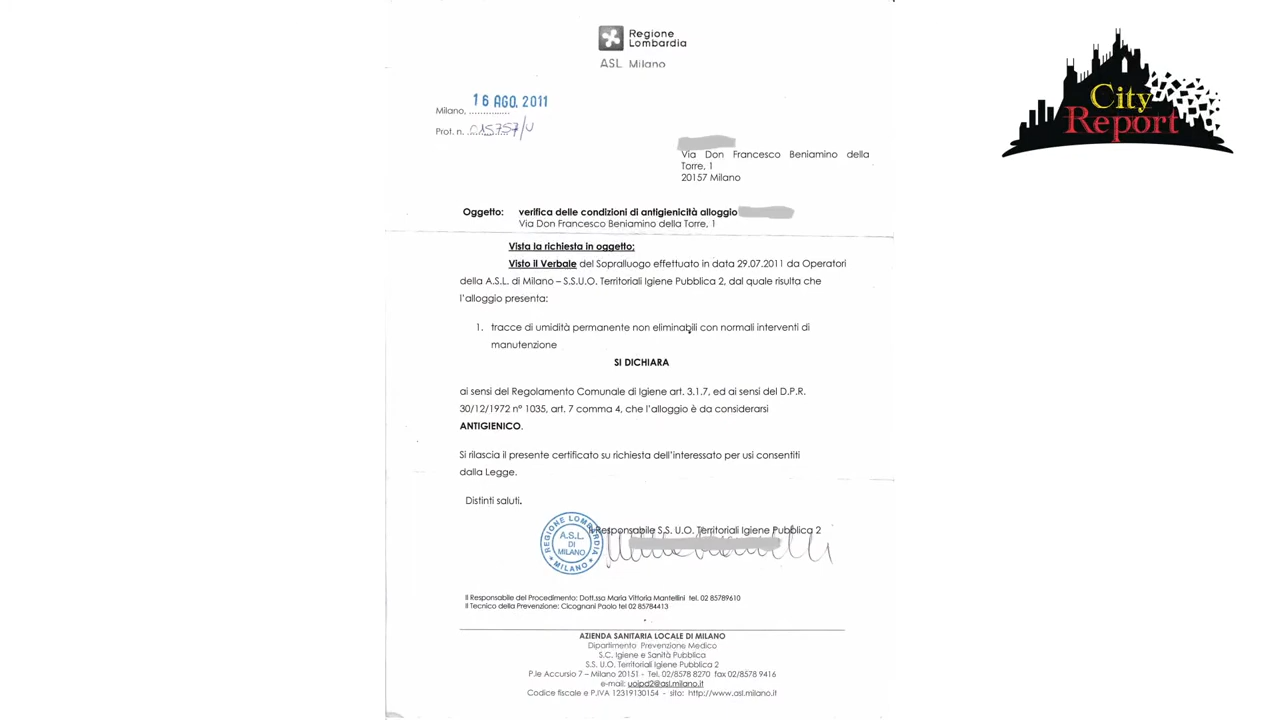 Regione
Lombardia
ASL Milano
City
Report
16 AGO. 2011
Milano, ..............
Prot. n. 015757/U
Via Don Francesco Beniamino della
Torre, 1
20157 Milano
Oggetto: verifica delle condizioni di antigienicità alloggio
Via Don Francesco Beniamino della Torre, 1
Vista la richiesta in oggetto:
Visto il Verbale del Sopralluogo effettuato in data 29.07.2011 da Operatori
della A.S.L. di Milano – S.S.U.O. Territoriali Igiene Pubblica 2, dal quale risulta che
l'alloggio presenta:
1. tracce di umidità permanente non eliminabili con normali interventi di
manutenzione
SI DICHIARA
ai sensi del Regolamento Comunale di Igiene art. 3.1.7, ed ai sensi del D.P.R.
30/12/1972 n° 1035, art. 7 comma 4, che l'alloggio è da considerarsi
ANTIGIENICO.
Si rilascia il presente certificato su richiesta dell'interessato per usi consentiti
dalla Legge.
Distinti saluti.
Il Responsabile S.S. U.O. Territoriali Igiene Pubblica 2
REGIONE LOMBARDIA
A.S.L.
DI
MILANO
MILANO
Il Responsabile del Procedimento: Dott.ssa Maria Vittoria Mantellini tel. 02 85789610
Il Tecnico della Prevenzione: Cicognani Paolo tel 02 85784413
AZIENDA SANITARIA LOCALE DI MILANO
Dipartimento Prevenzione Medico
S.C. Igiene e Sanità Pubblica
S.S. U.O. Territoriali Igiene Pubblica 2
P.le Accursio 7 – Milano 20151 - Tel. 02/8578 8270 fax 02/8578 9416
e-mail: uoipd2@asl.milano.it
Codice fiscale e P.IVA 12319130154 - sito: http://www.asl.milano.it